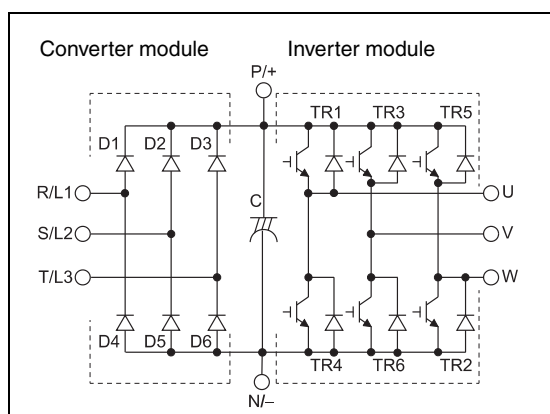 Converter module
Inverter module
P/+
D1
D2
D3
TR1
TR3
TR5
R/L1
S/L2
T/L3
C
U
V
W
D4
D5
D6
TR4
TR6
TR2
N/–